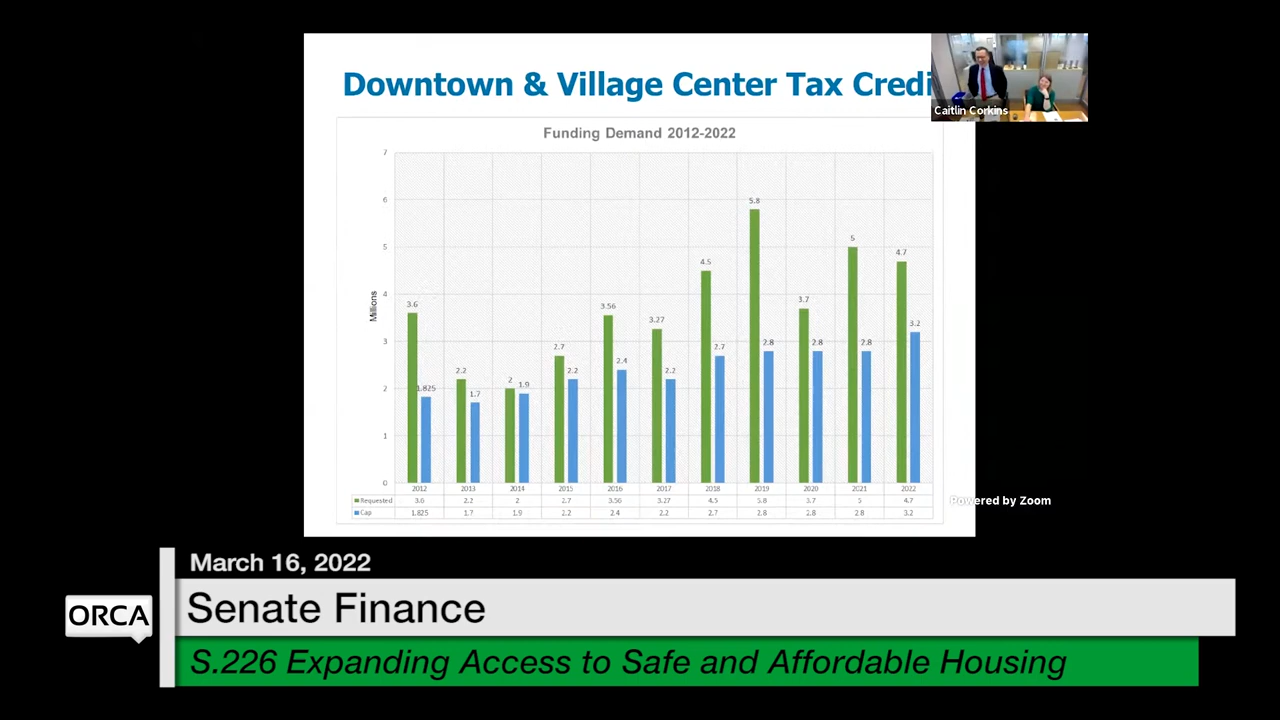 Downtown & Village Center Tax Credi
Caitlin Corkins
Funding Demand 2012-2022
Millions
7
6
5
4
3
2
1
0
3.6
1.825
2.2
1.7
2
1.9
2.7
2.2
3.56
2.4
3.27
2.2
4.5
2.7
5.8
2.8
3.7
2.8
5
2.8
4.7
3.2
2012 2013 2014 2015 2016 2017 2018 2019 2020 2021 2022
Requested 3.6 2.2 2 2.7 3.56 3.27 4.5 5.8 3.7 5 4.7
Cap 1.825 1.7 1.9 2.2 2.4 2.2 2.7 2.8 2.8 2.8 3.2
Powered by Zoom
March 16, 2022
ORCA
Senate Finance
S.226 Expanding Access to Safe and Affordable Housing